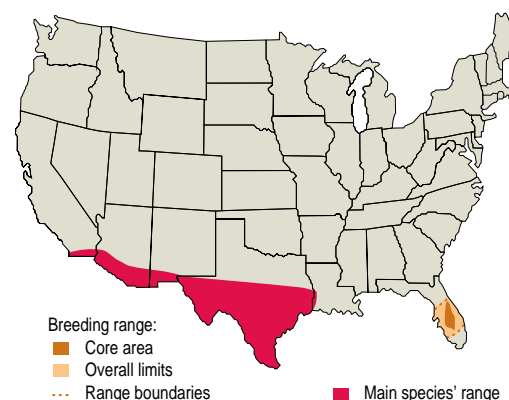 Breeding range:
Core area
Overall limits
Range boundaries
Main species' range